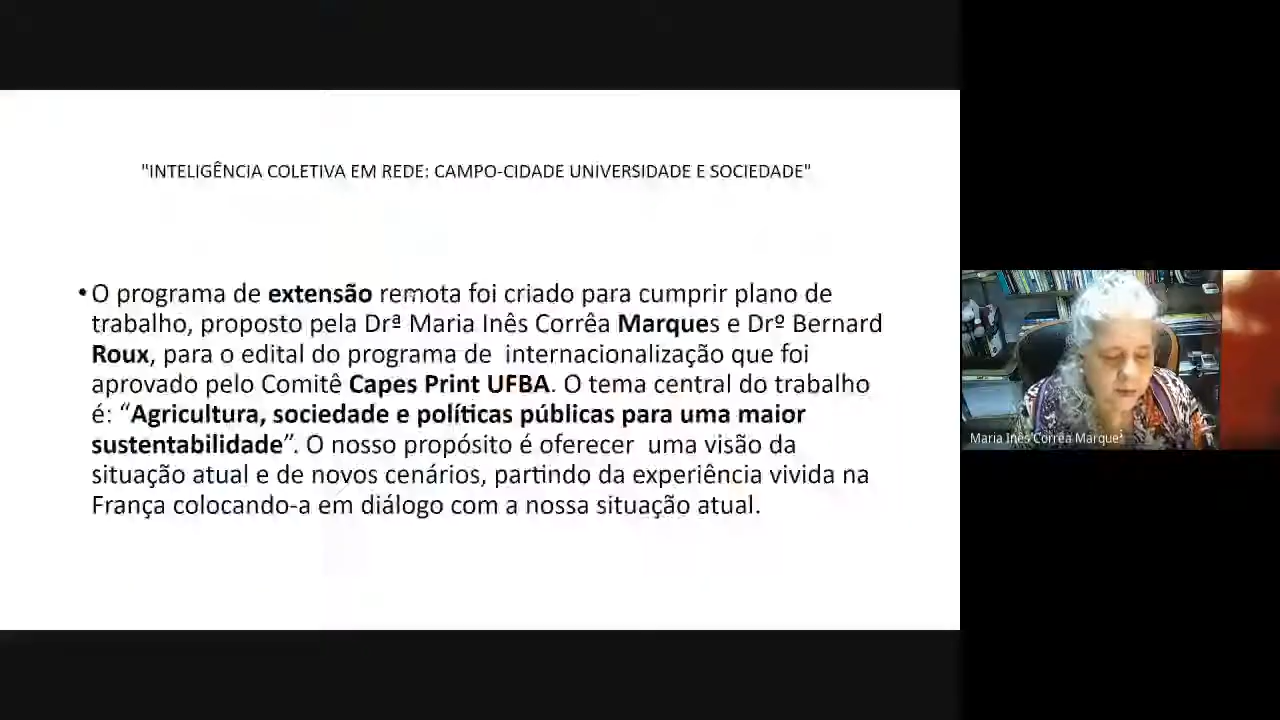 "INTELIGÊNCIA COLETIVA EM REDE: CAMPO-CIDADE UNIVERSIDADE E SOCIEDADE"
•O programa de extensão remota foi criado para cumprir plano de
trabalho, proposto pela Drª Maria Inês Corrêa Marques e Drº Bernard
Roux, para o edital do programa de internacionalização que foi
aprovado pelo Comitê Capes Print UFBA. O tema central do trabalho
é: “Agricultura, sociedade e políticas públicas para uma maior
sustentabilidade”. O nosso propósito é oferecer uma visão da
situação atual e de novos cenários, partindo da experiência vivida na
França colocando-a em diálogo com a nossa situação atual.
Maria Inês Corrêa Marques